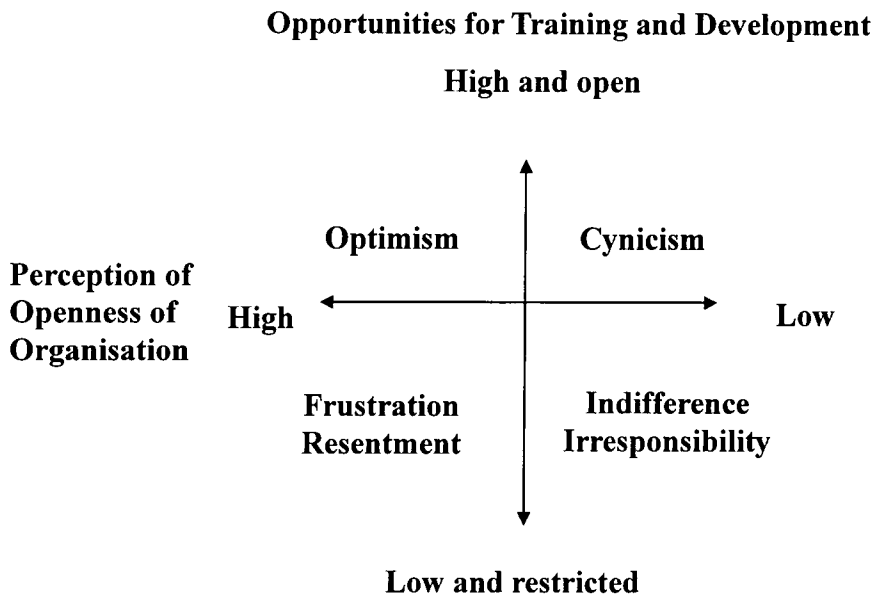 Opportunities for Training and Development
High and open
Optimism
Cynicism
Perception of
Openness of
Organisation
High
Low
Frustration
Resentment
Indifference
Irresponsibility
Low and restricted